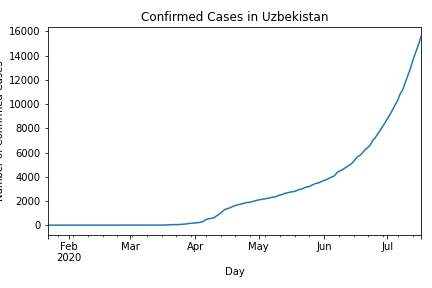 Confirmed Cases in Uzbekistan
16000
14000
12000
10000
8000
6000
4000
2000
0
Number of Confirmed Cases
Feb
2020
Mar
Apr
May
Jun
Jul
Day